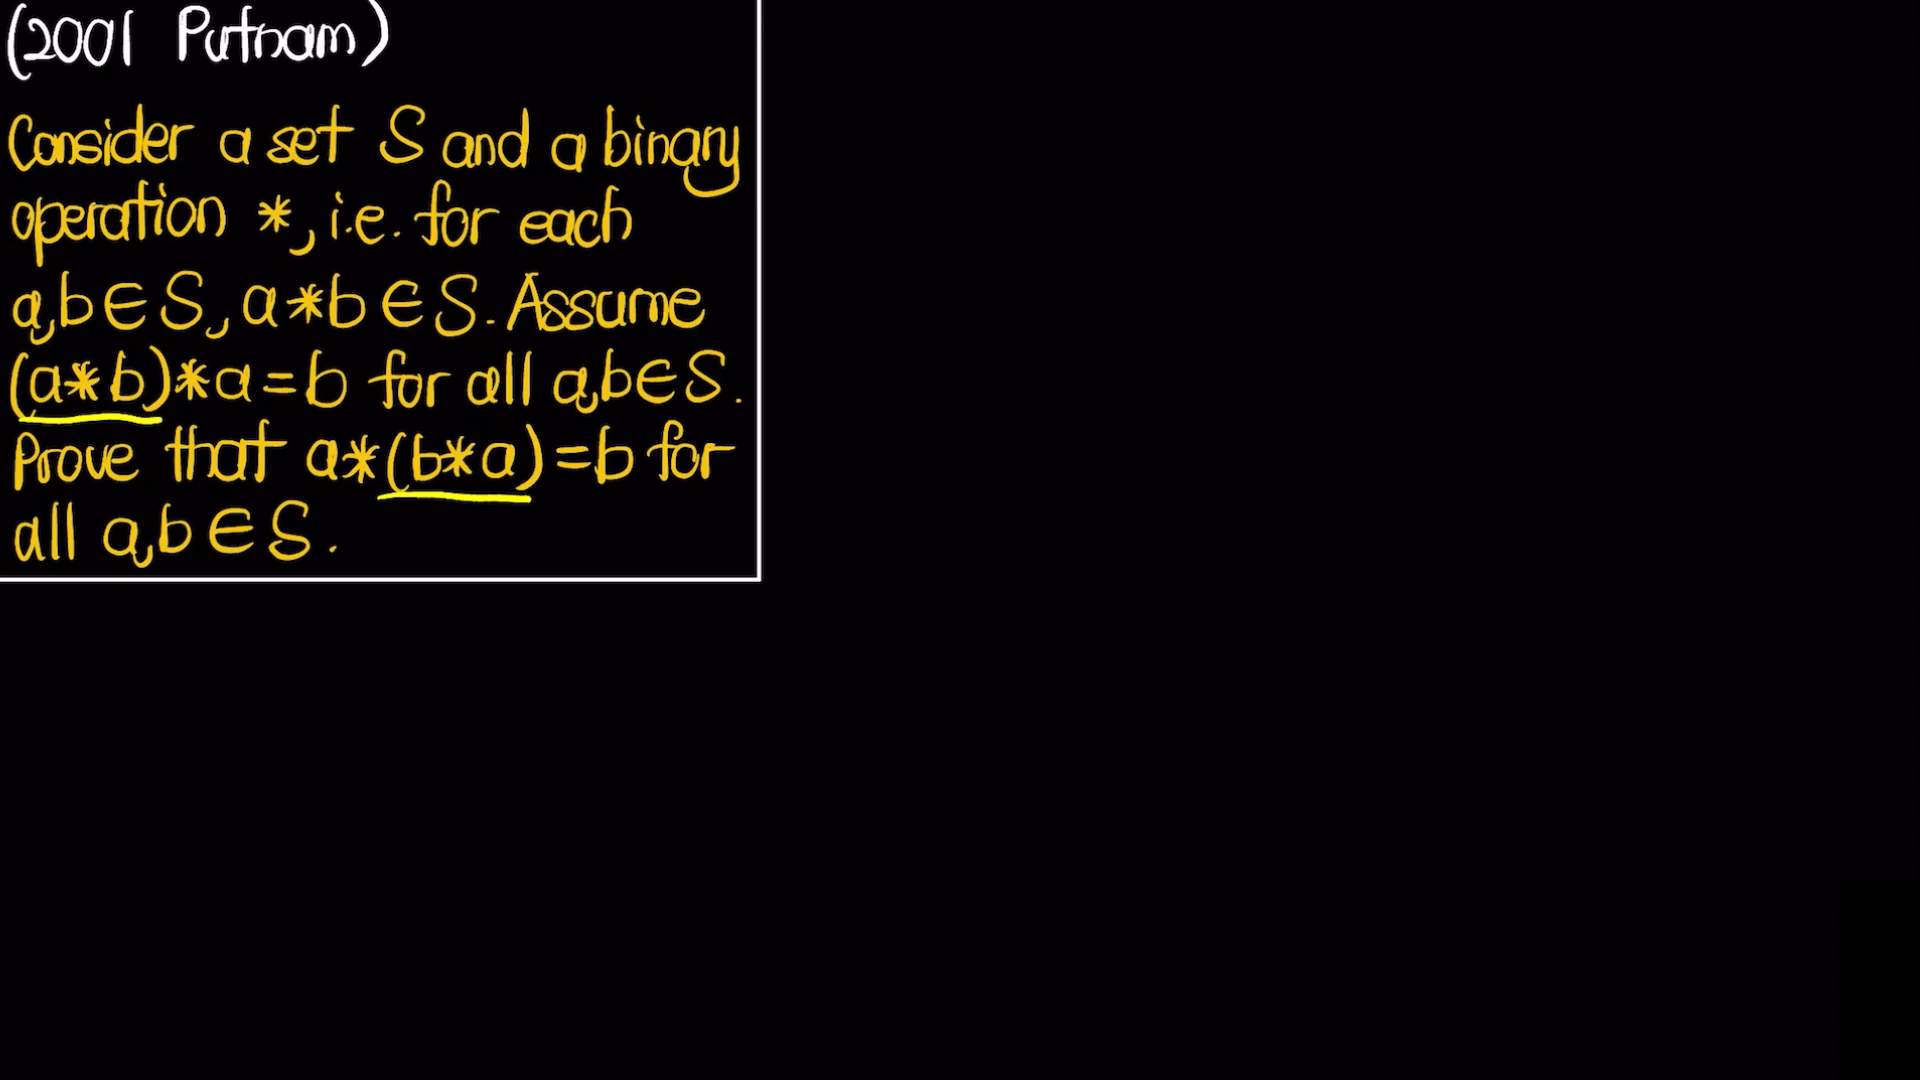 (2001 Putnam)
Consider a set S and a binary
operation *, i.e. for each
a,b∈S, a*b∈S. Assume
(a*b)*a=b for all a,b∈S.
Prove that a*(b*a)=b for
all a,b∈S.